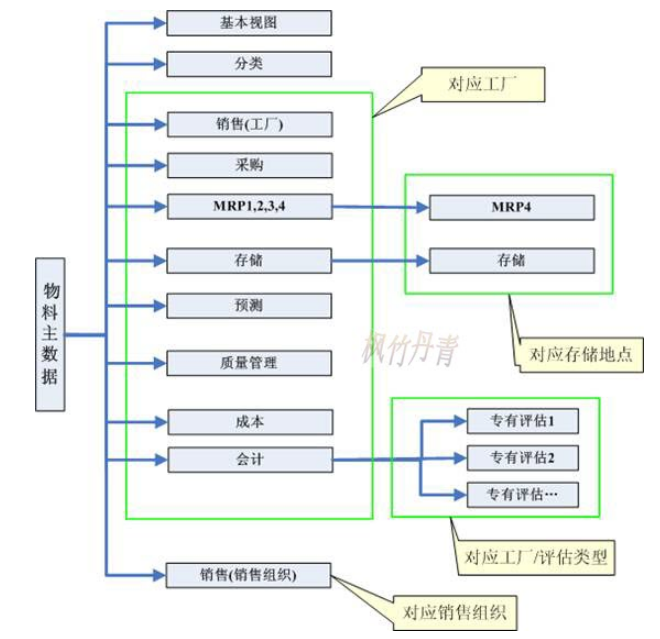 基本视图
分类
对应工厂
销售(工厂)
采购
MRP1,2,3,4
MRP4
存储
存储
物料主数据
预测
枫竹丹青
对应存储地点
质量管理
成本
专有评估1
会计
专有评估2
专有评估…
对应工厂/评估类型
销售(销售组织)
对应销售组织